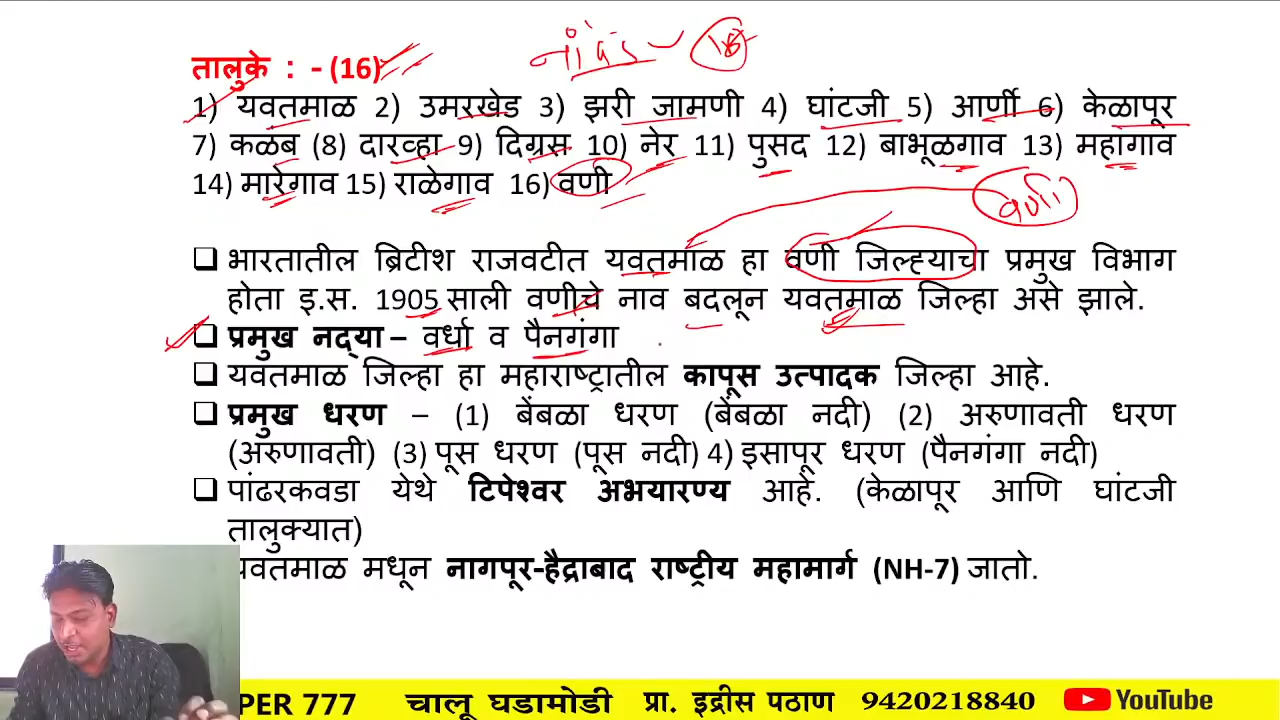 नांदेड
तालुके : - (16)
1) यवतमाळ 2) उमरखेड 3) झरी जामणी 4) घांटजी 5) आर्णी 6) केळापूर
7) कळंब (8) दारव्हा 9) दिग्रस 10) नेर 11) पुसद 12) बाभूळगाव 13) महागाव
14) मारेगाव 15) राळेगाव 16) वणी
वणी
भारतातील ब्रिटीश राजवटीत यवतमाळ हा वणी जिल्ह्याचा प्रमुख विभाग
होता इ.स. 1905 साली वणीचे नाव बदलून यवतमाळ जिल्हा असे झाले.
प्रमुख नद्या – वर्धा व पैनगंगा
यवतमाळ जिल्हा हा महाराष्ट्रातील कापूस उत्पादक जिल्हा आहे.
प्रमुख धरण – (1) बेंबळा धरण (बेंबळा नदी) (2) अरुणावती धरण
(अरुणावती) (3) पूस धरण (पूस नदी) 4) इसापूर धरण (पैनगंगा नदी)
पांढरकवडा येथे टिपेश्वर अभयारण्य आहे. (केळापूर आणि घांटजी
तालुक्यात)
यवतमाळ मधून नागपूर-हैद्राबाद राष्ट्रीय महामार्ग (NH-7) जातो.
PER 777 चालू घडामोडी प्रा. इद्रीस पठाण 9420218840 YouTube